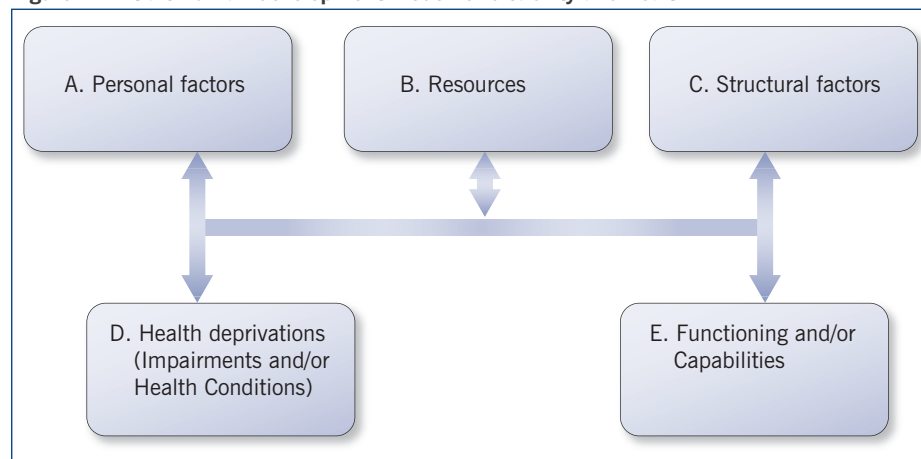 A. Personal factors
B. Resources
C. Structural factors
D. Health deprivations
(Impairments and/or
Health Conditions)
E. Functioning and/or
Capabilities